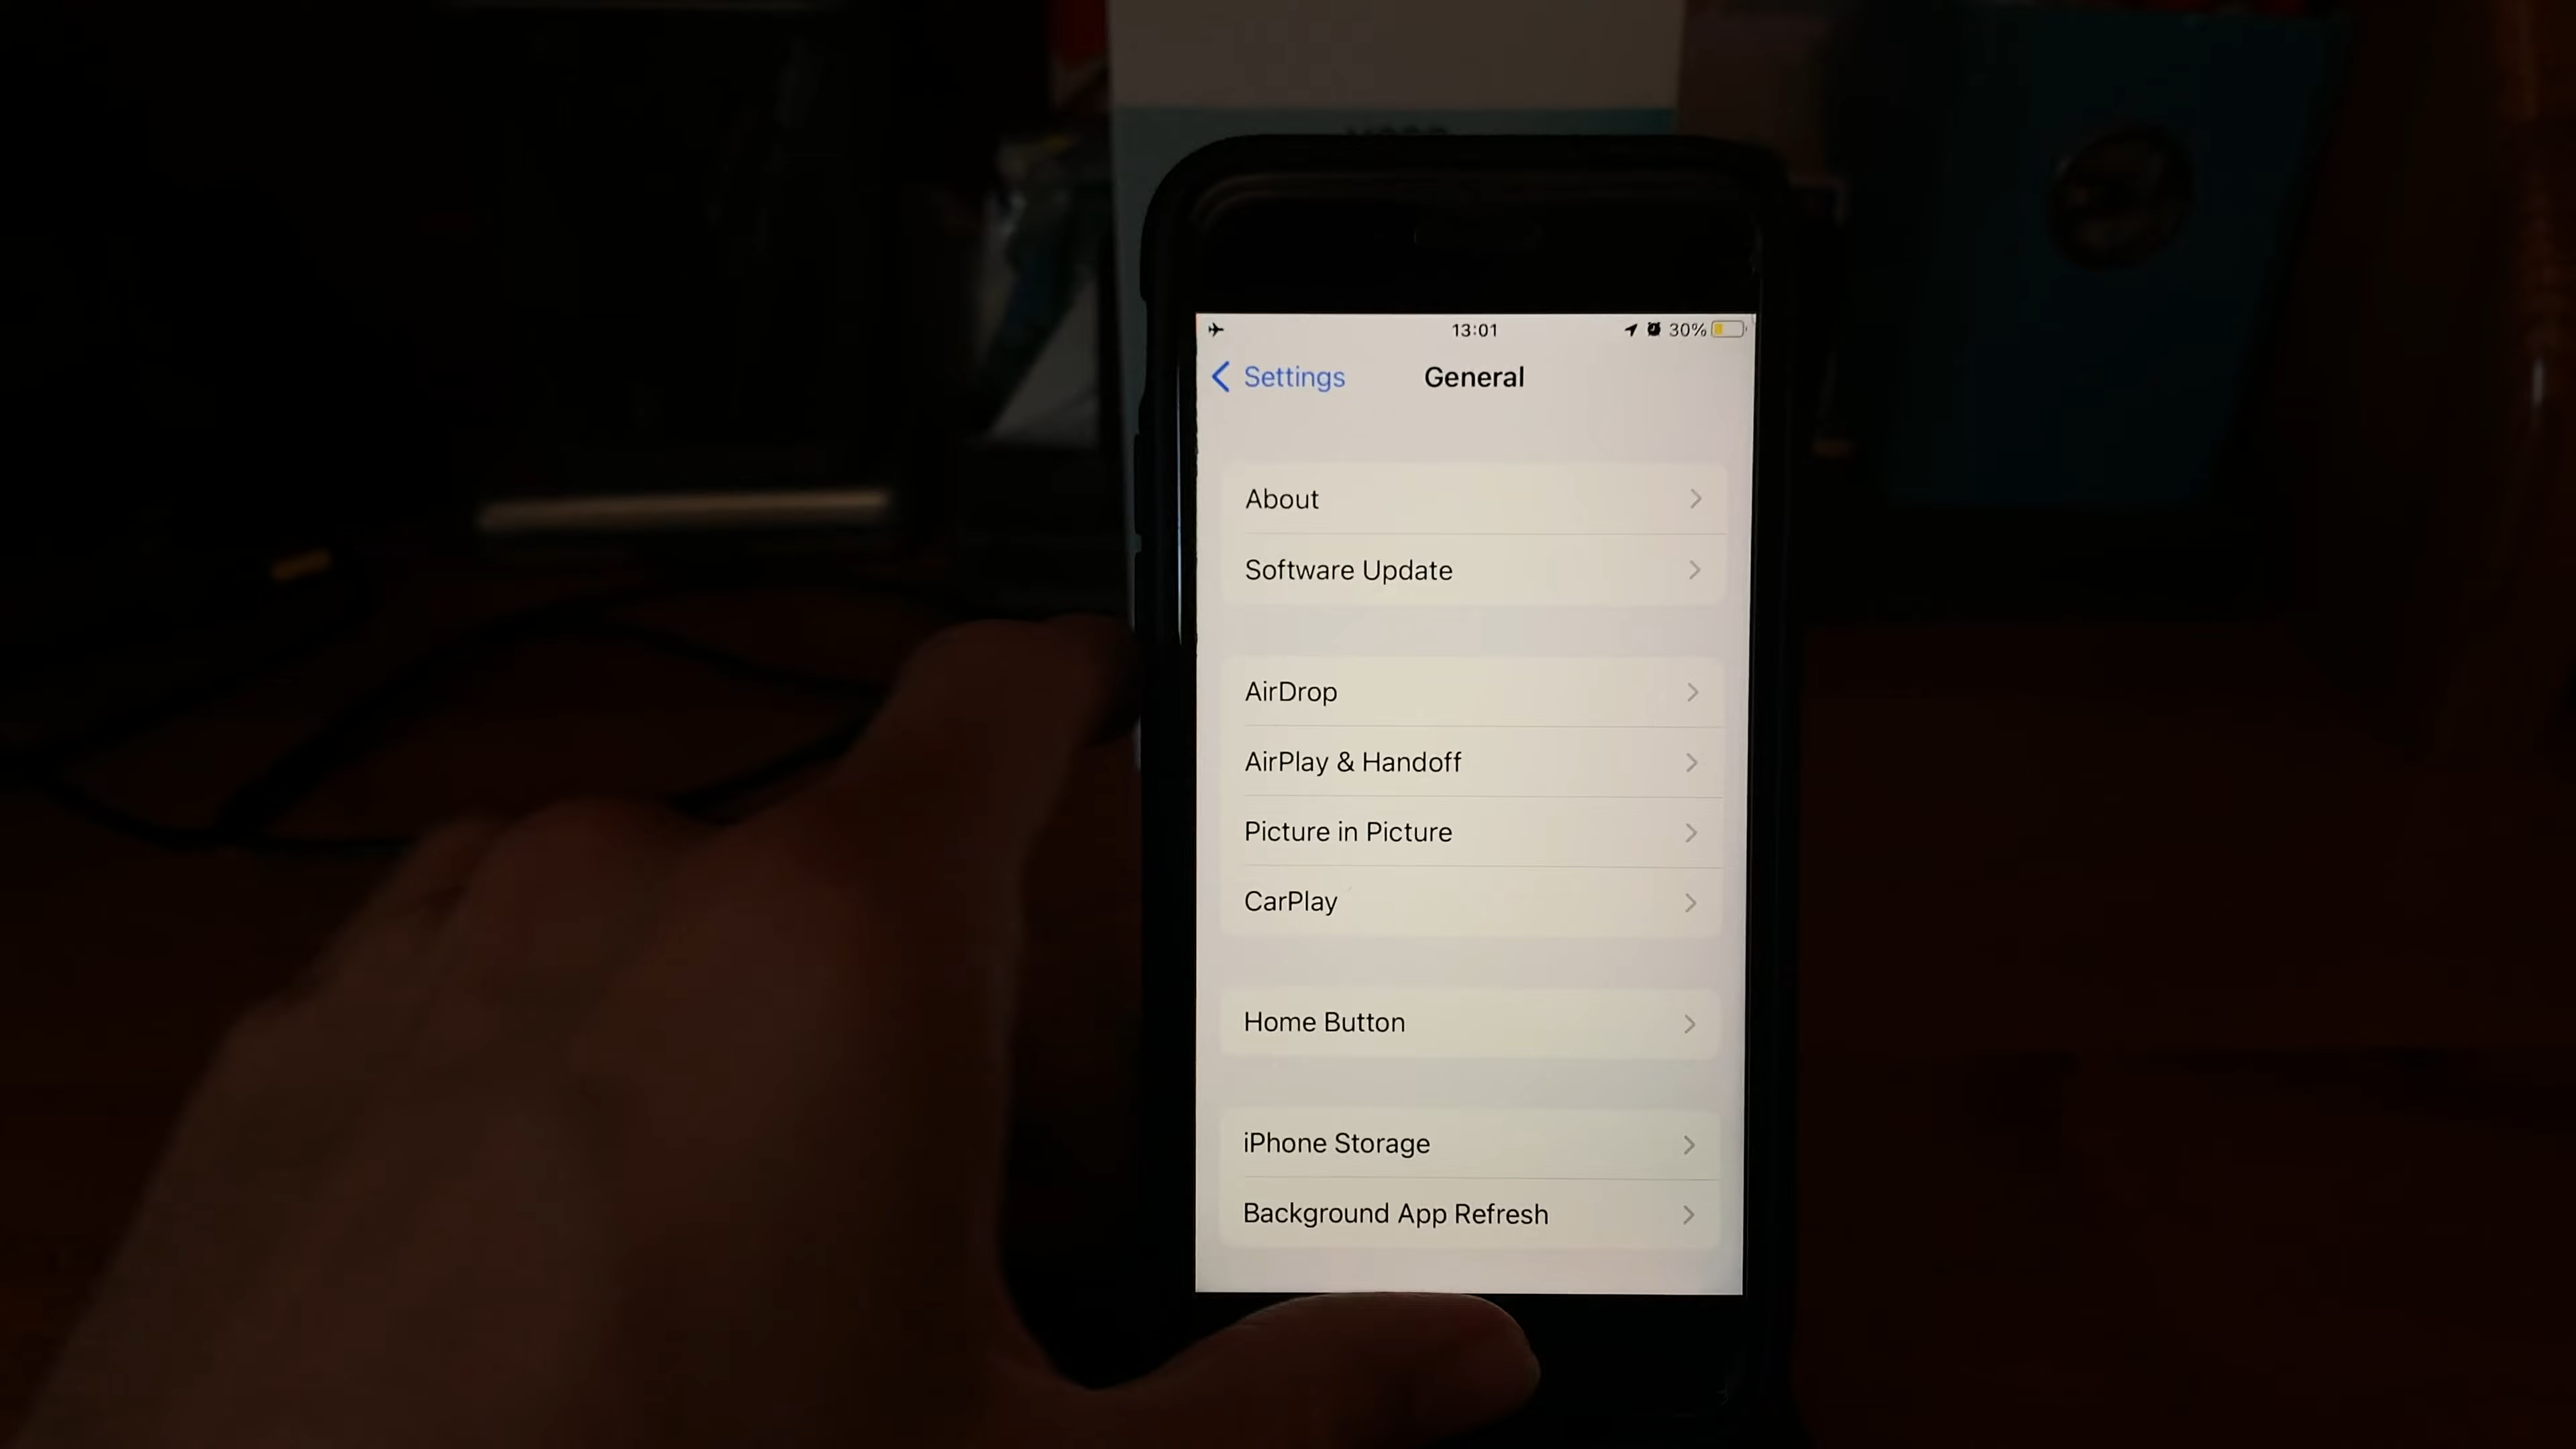 13:01 30%
Settings General
About
Software Update
AirDrop
AirPlay & Handoff
Picture in Picture
CarPlay
Home Button
iPhone Storage
Background App Refresh